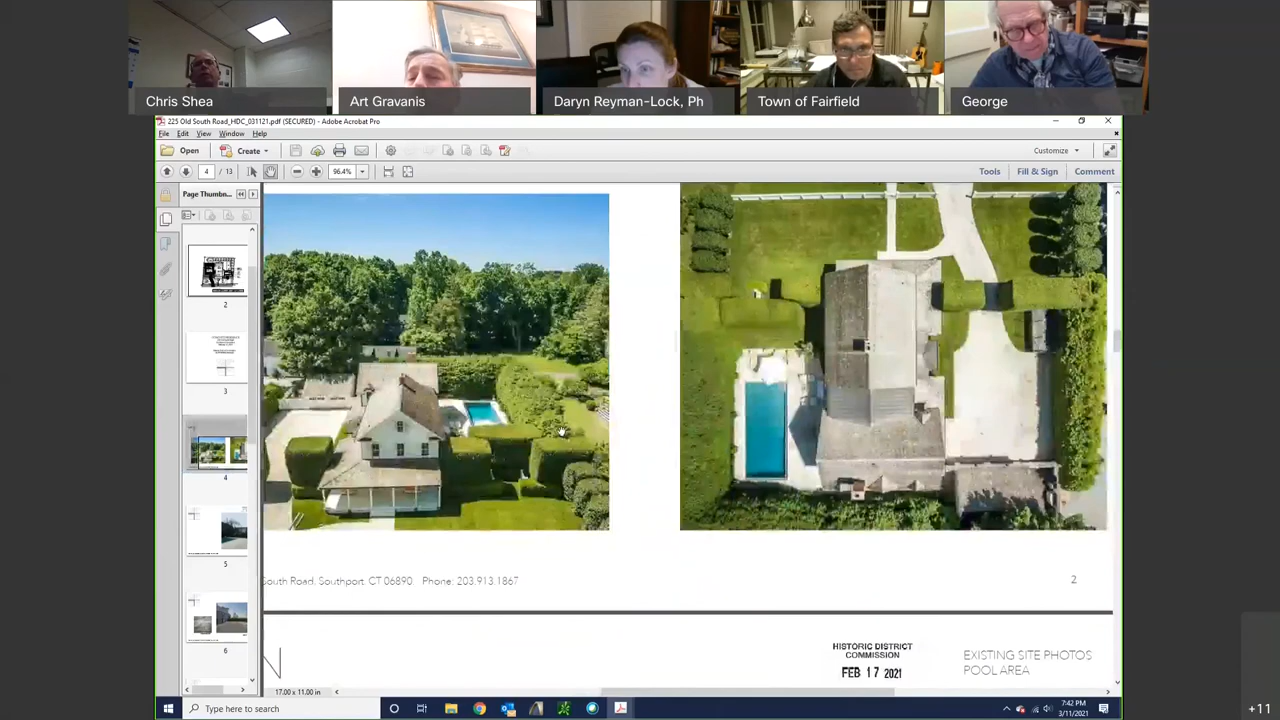 Chris Shea
Art Gravanis
Daryn Reyman-Lock, Ph
Town of Fairfield
George
225 Old South Road_HDC_031121.pdf (SECURED) - Adobe Acrobat Pro
File Edit View Window Help
Open
Create
Customize
4 / 13
96.4%
Tools
Fill & Sign
Comment
Page Thumbn...
2
3
4
5
6
South Road, Southport, CT 06890 Phone: 203.913.1867
2
HISTORIC DISTRICT
COMMISSION
FEB 17 2021
EXISTING SITE PHOTOS
POOL AREA
17.00 x 11.00 in
+11
Type here to search
7:42 PM
3/11/2021